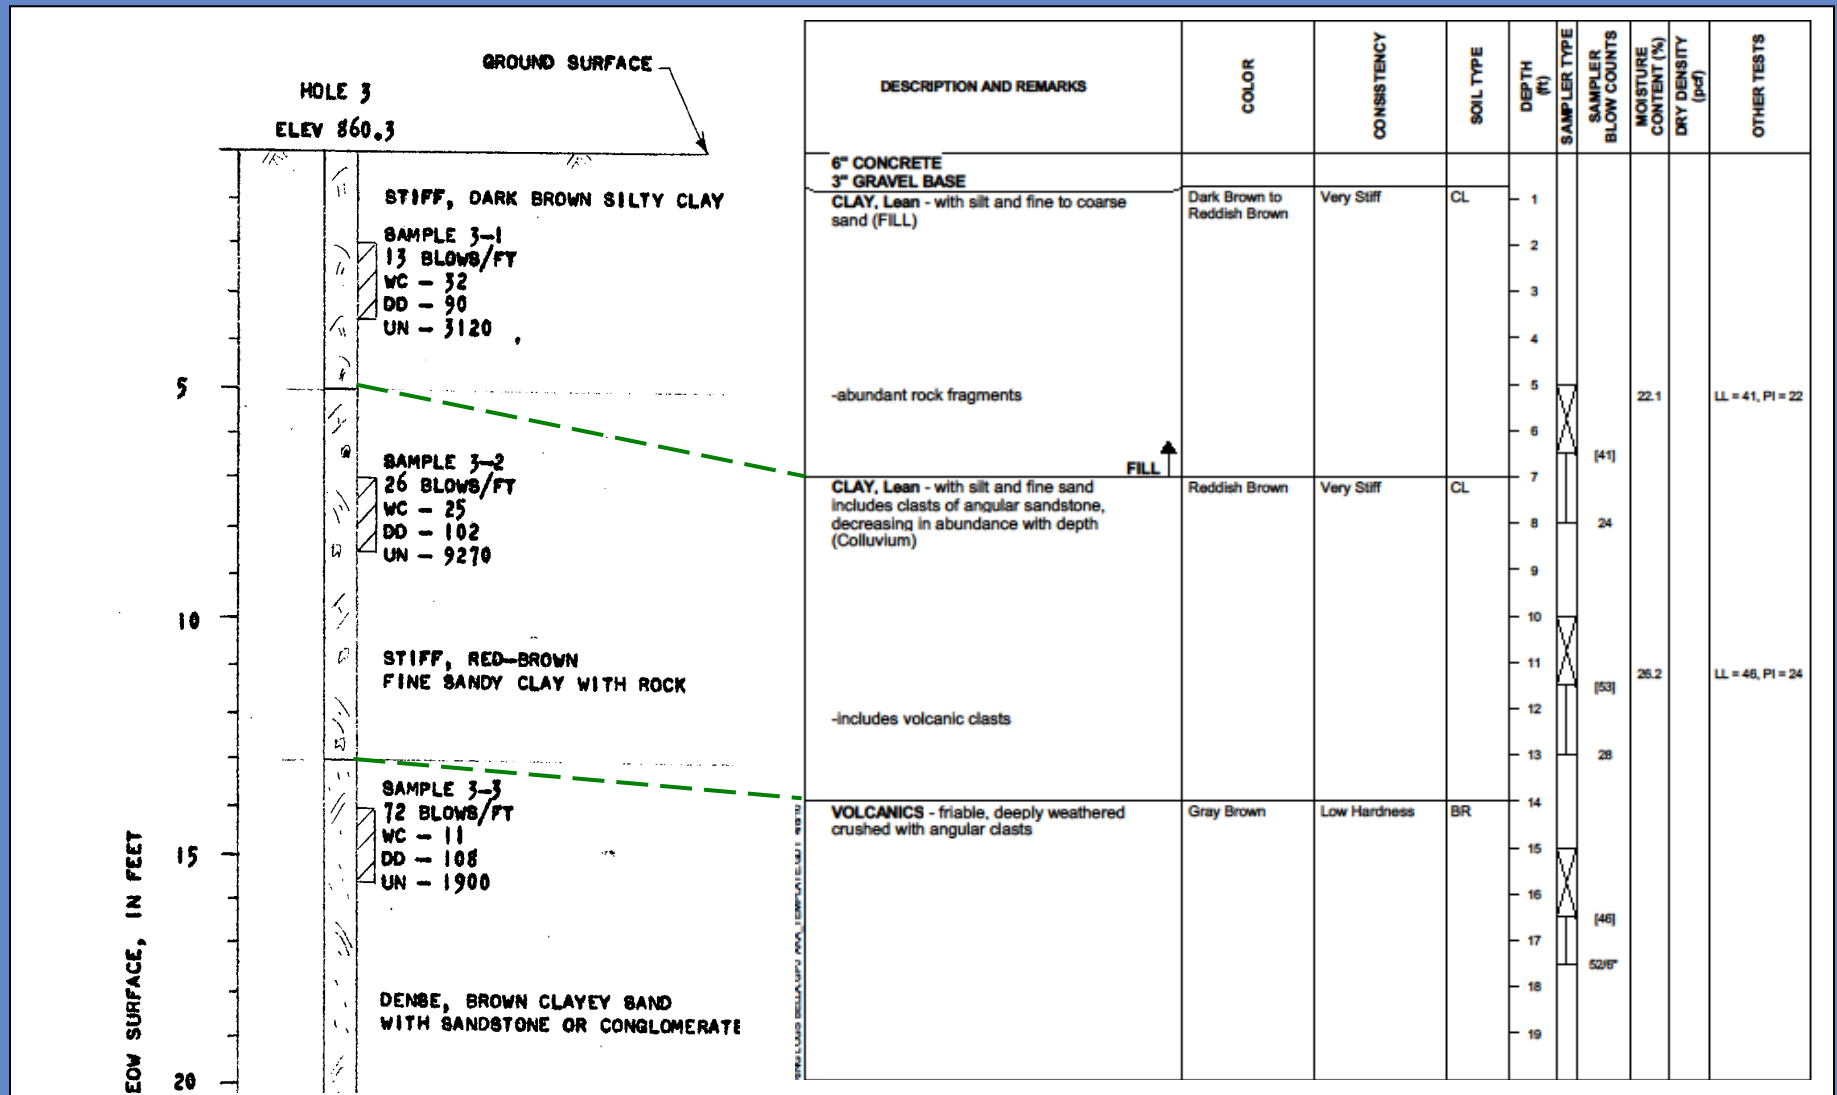 GROUND SURFACE
HOLE 3
ELEV 860.3
STIFF, DARK BROWN SILTY CLAY
SAMPLE 3-1
13 BLOWS/FT
WC - 32
DD - 90
UN - 3120
5
SAMPLE 3-2
26 BLOWS/FT
WC - 25
DD - 102
UN - 9270
10
STIFF, RED-BROWN
FINE SANDY CLAY WITH ROCK
SAMPLE 3-3
72 BLOWS/FT
WC - 11
DD - 108
UN - 1900
15
DENSE, BROWN CLAYEY SAND
WITH SANDSTONE OR CONGLOMERATE
20
SURFACE, IN FEET
DESCRIPTION AND REMARKS
COLOR
CONSISTENCY
SOIL TYPE
DEPTH
(ft)
SAMPLER TYPE
SAMPLER
BLOW COUNTS
MOISTURE
CONTENT (%)
DRY DENSITY
(pcf)
OTHER TESTS
6" CONCRETE
3" GRAVEL BASE
CLAY, Lean - with silt and fine to coarse Dark Brown to Very Stiff CL 1
sand (FILL) Reddish Brown
2
3
4
5
-abundant rock fragments 22.1 LL = 41, PI = 22
6
[41]
FILL
7
CLAY, Lean - with silt and fine sand Reddish Brown Very Stiff CL
includes clasts of angular sandstone,
decreasing in abundance with depth 8 24
(Colluvium)
9
10
11
26.2 LL = 46, PI = 24
[53]
12
-includes volcanic clasts
13 28
14
VOLCANICS - friable, deeply weathered Gray Brown Low Hardness BR
crushed with angular clasts
15
16
[46]
17
52/6"
18
19